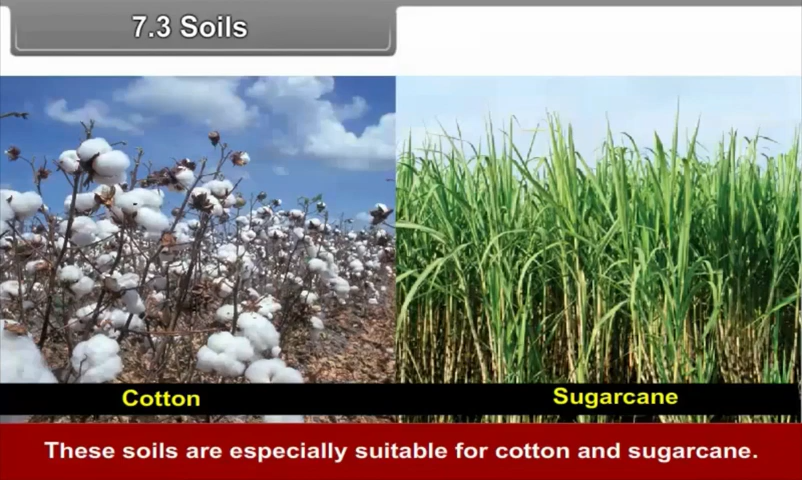 7.3 Soils
Cotton
Sugarcane
These soils are especially suitable for cotton and sugarcane.